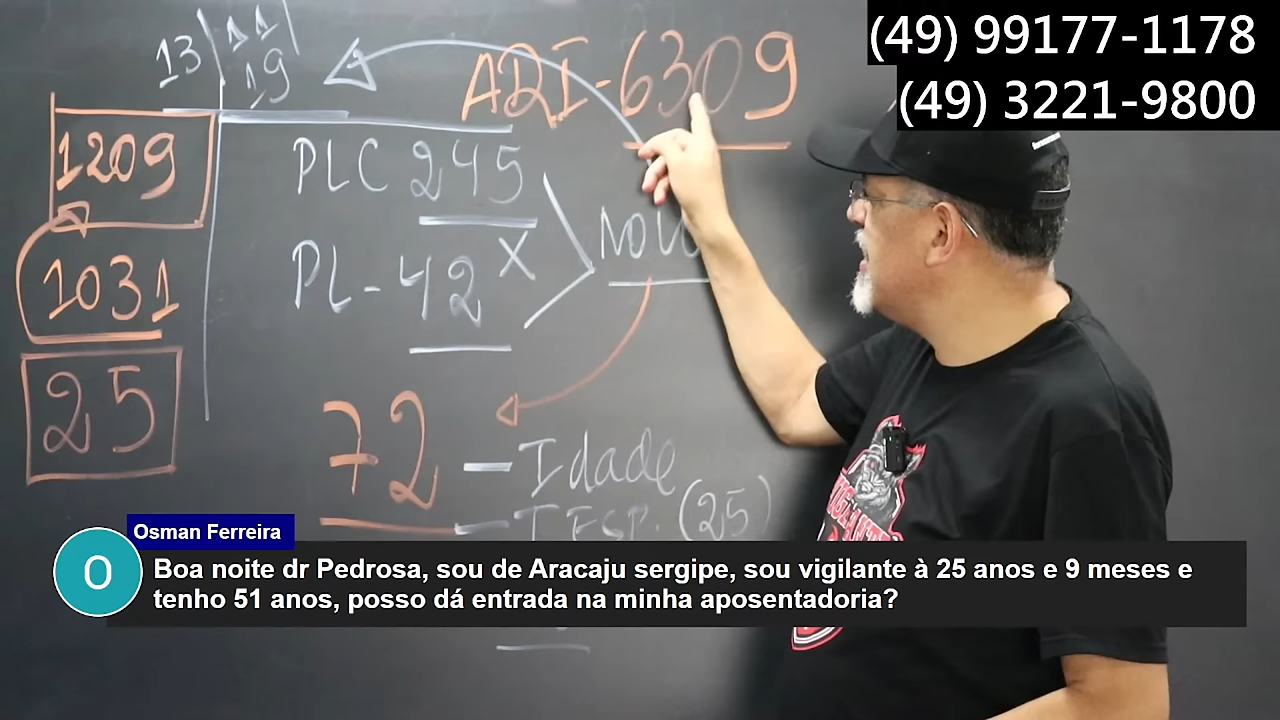 (49) 99177-1178
(49) 3221-9800
13 11
19
ADI-6309
1209
PLC 245
1031
PL-42 X
25
72
- Idade
- T ESP. (25)
Osman Ferreira
O
Boa noite dr Pedrosa, sou de Aracaju sergipe, sou vigilante à 25 anos e 9 meses e
tenho 51 anos, posso dá entrada na minha aposentadoria?